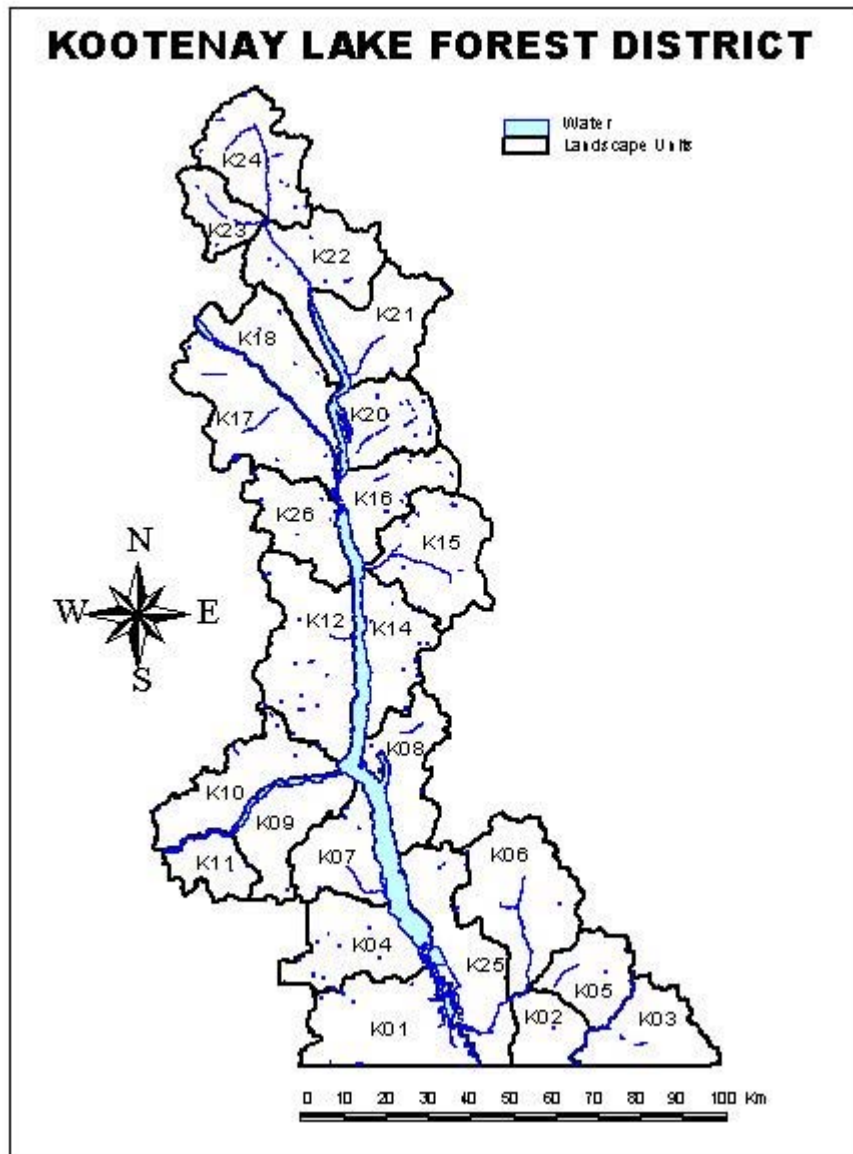 KOOTENAY LAKE FOREST DISTRICT
Water
Landscape Units
K24
K23
K22
K21
K18
K17
K20
K16
K26
K15
N
W E
S
K12
K14
K08
K10
K09
K11
K07
K06
K04
K25
K05
K01
K02
K03
0 10 20 30 40 50 60 70 80 90 100 Km